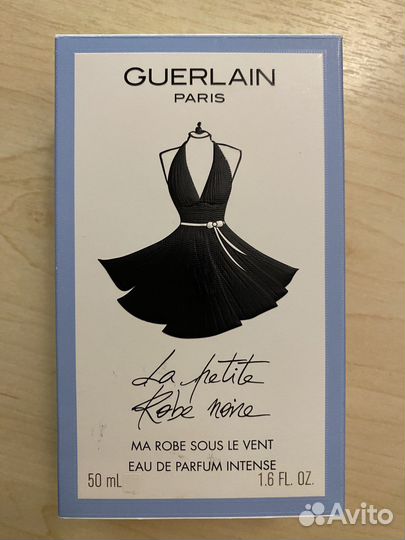 GUERLAIN
PARIS
La petite
Robe noire
MA ROBE SOUS LE VENT
EAU DE PARFUM INTENSE
50 mL 1.6 FL. OZ.
Avito